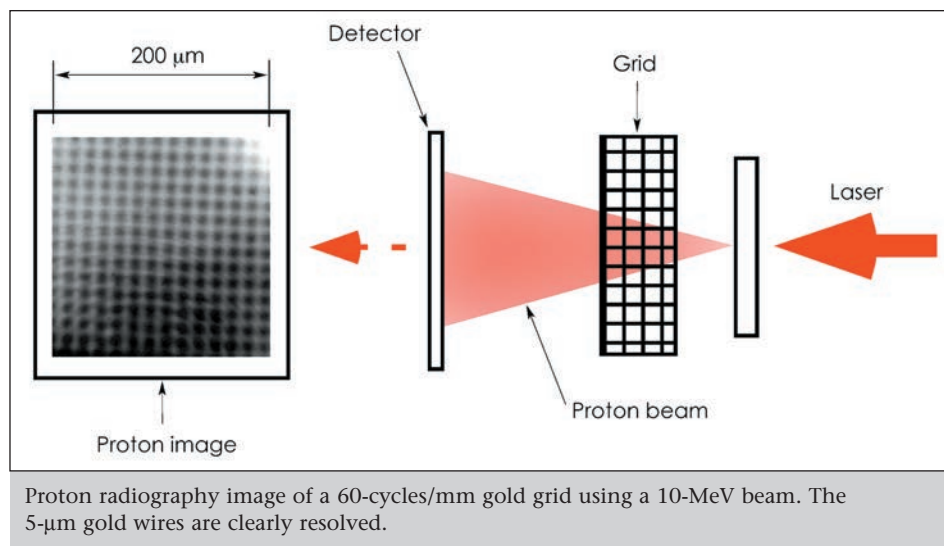 200 μm
Detector
Grid
Laser
Proton beam
Proton image
Proton radiography image of a 60-cycles/mm gold grid using a 10-MeV beam. The
5-μm gold wires are clearly resolved.